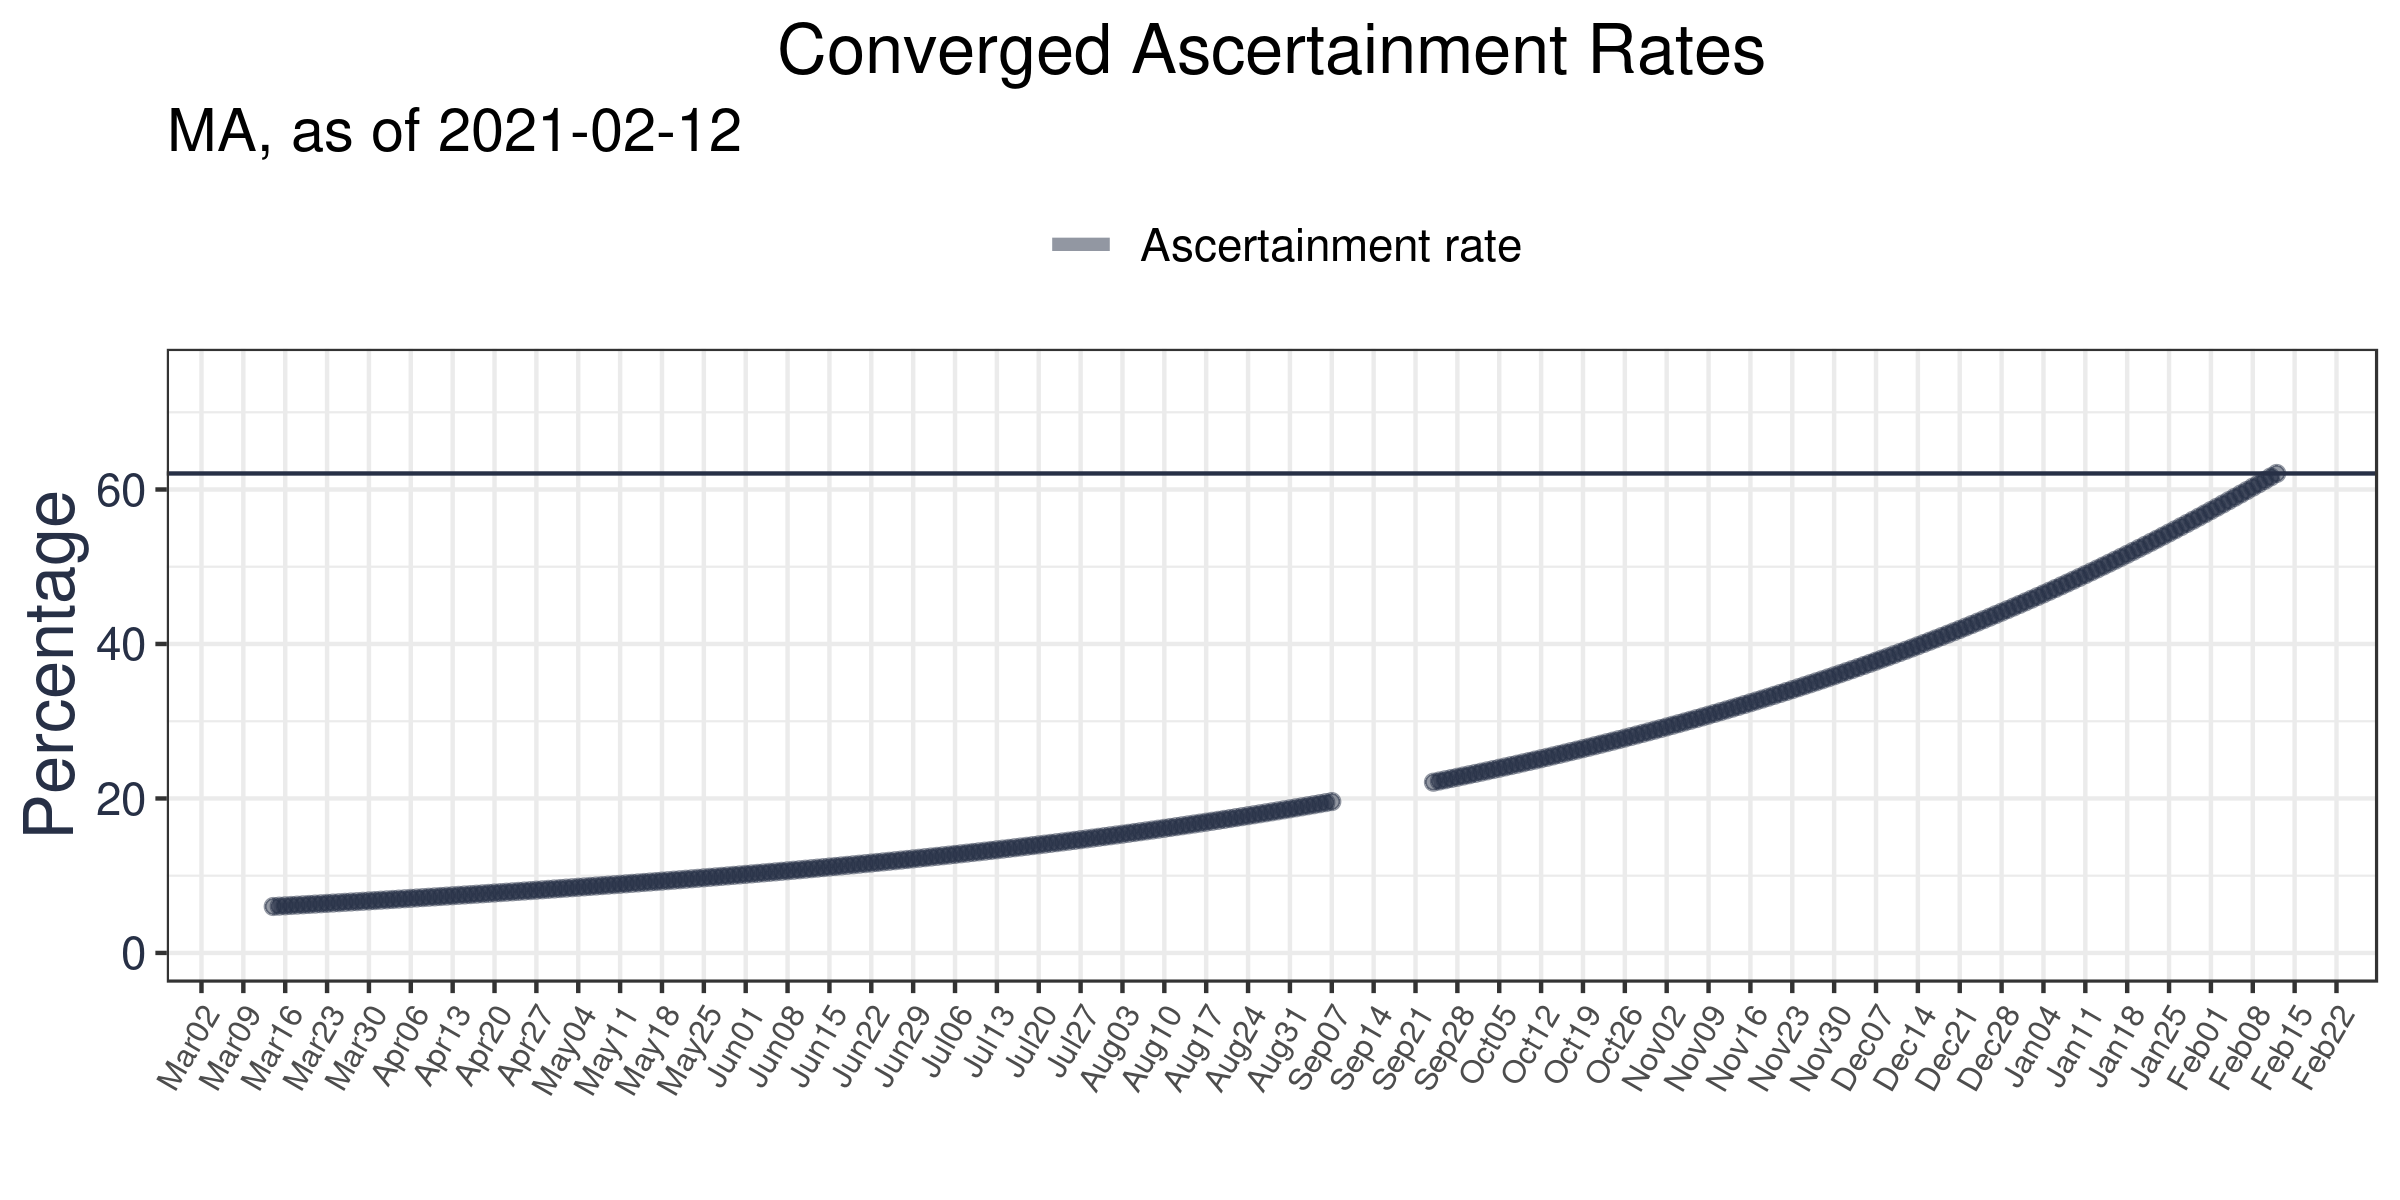 Converged Ascertainment Rates
MA, as of 2021-02-12
Ascertainment rate
Percentage
60
40
20
0
Mar02 Mar09 Mar16 Mar23 Mar30 Apr06 Apr13 Apr20 Apr27 May04 May11 May18 May25 Jun01 Jun08 Jun15 Jun22 Jun29 Jul06 Jul13 Jul20 Jul27 Aug03 Aug10 Aug17 Aug24 Aug31 Sep07 Sep14 Sep21 Sep28 Oct05 Oct12 Oct19 Oct26 Nov02 Nov09 Nov16 Nov23 Nov30 Dec07 Dec14 Dec21 Dec28 Jan04 Jan11 Jan18 Jan25 Feb01 Feb08 Feb15 Feb22